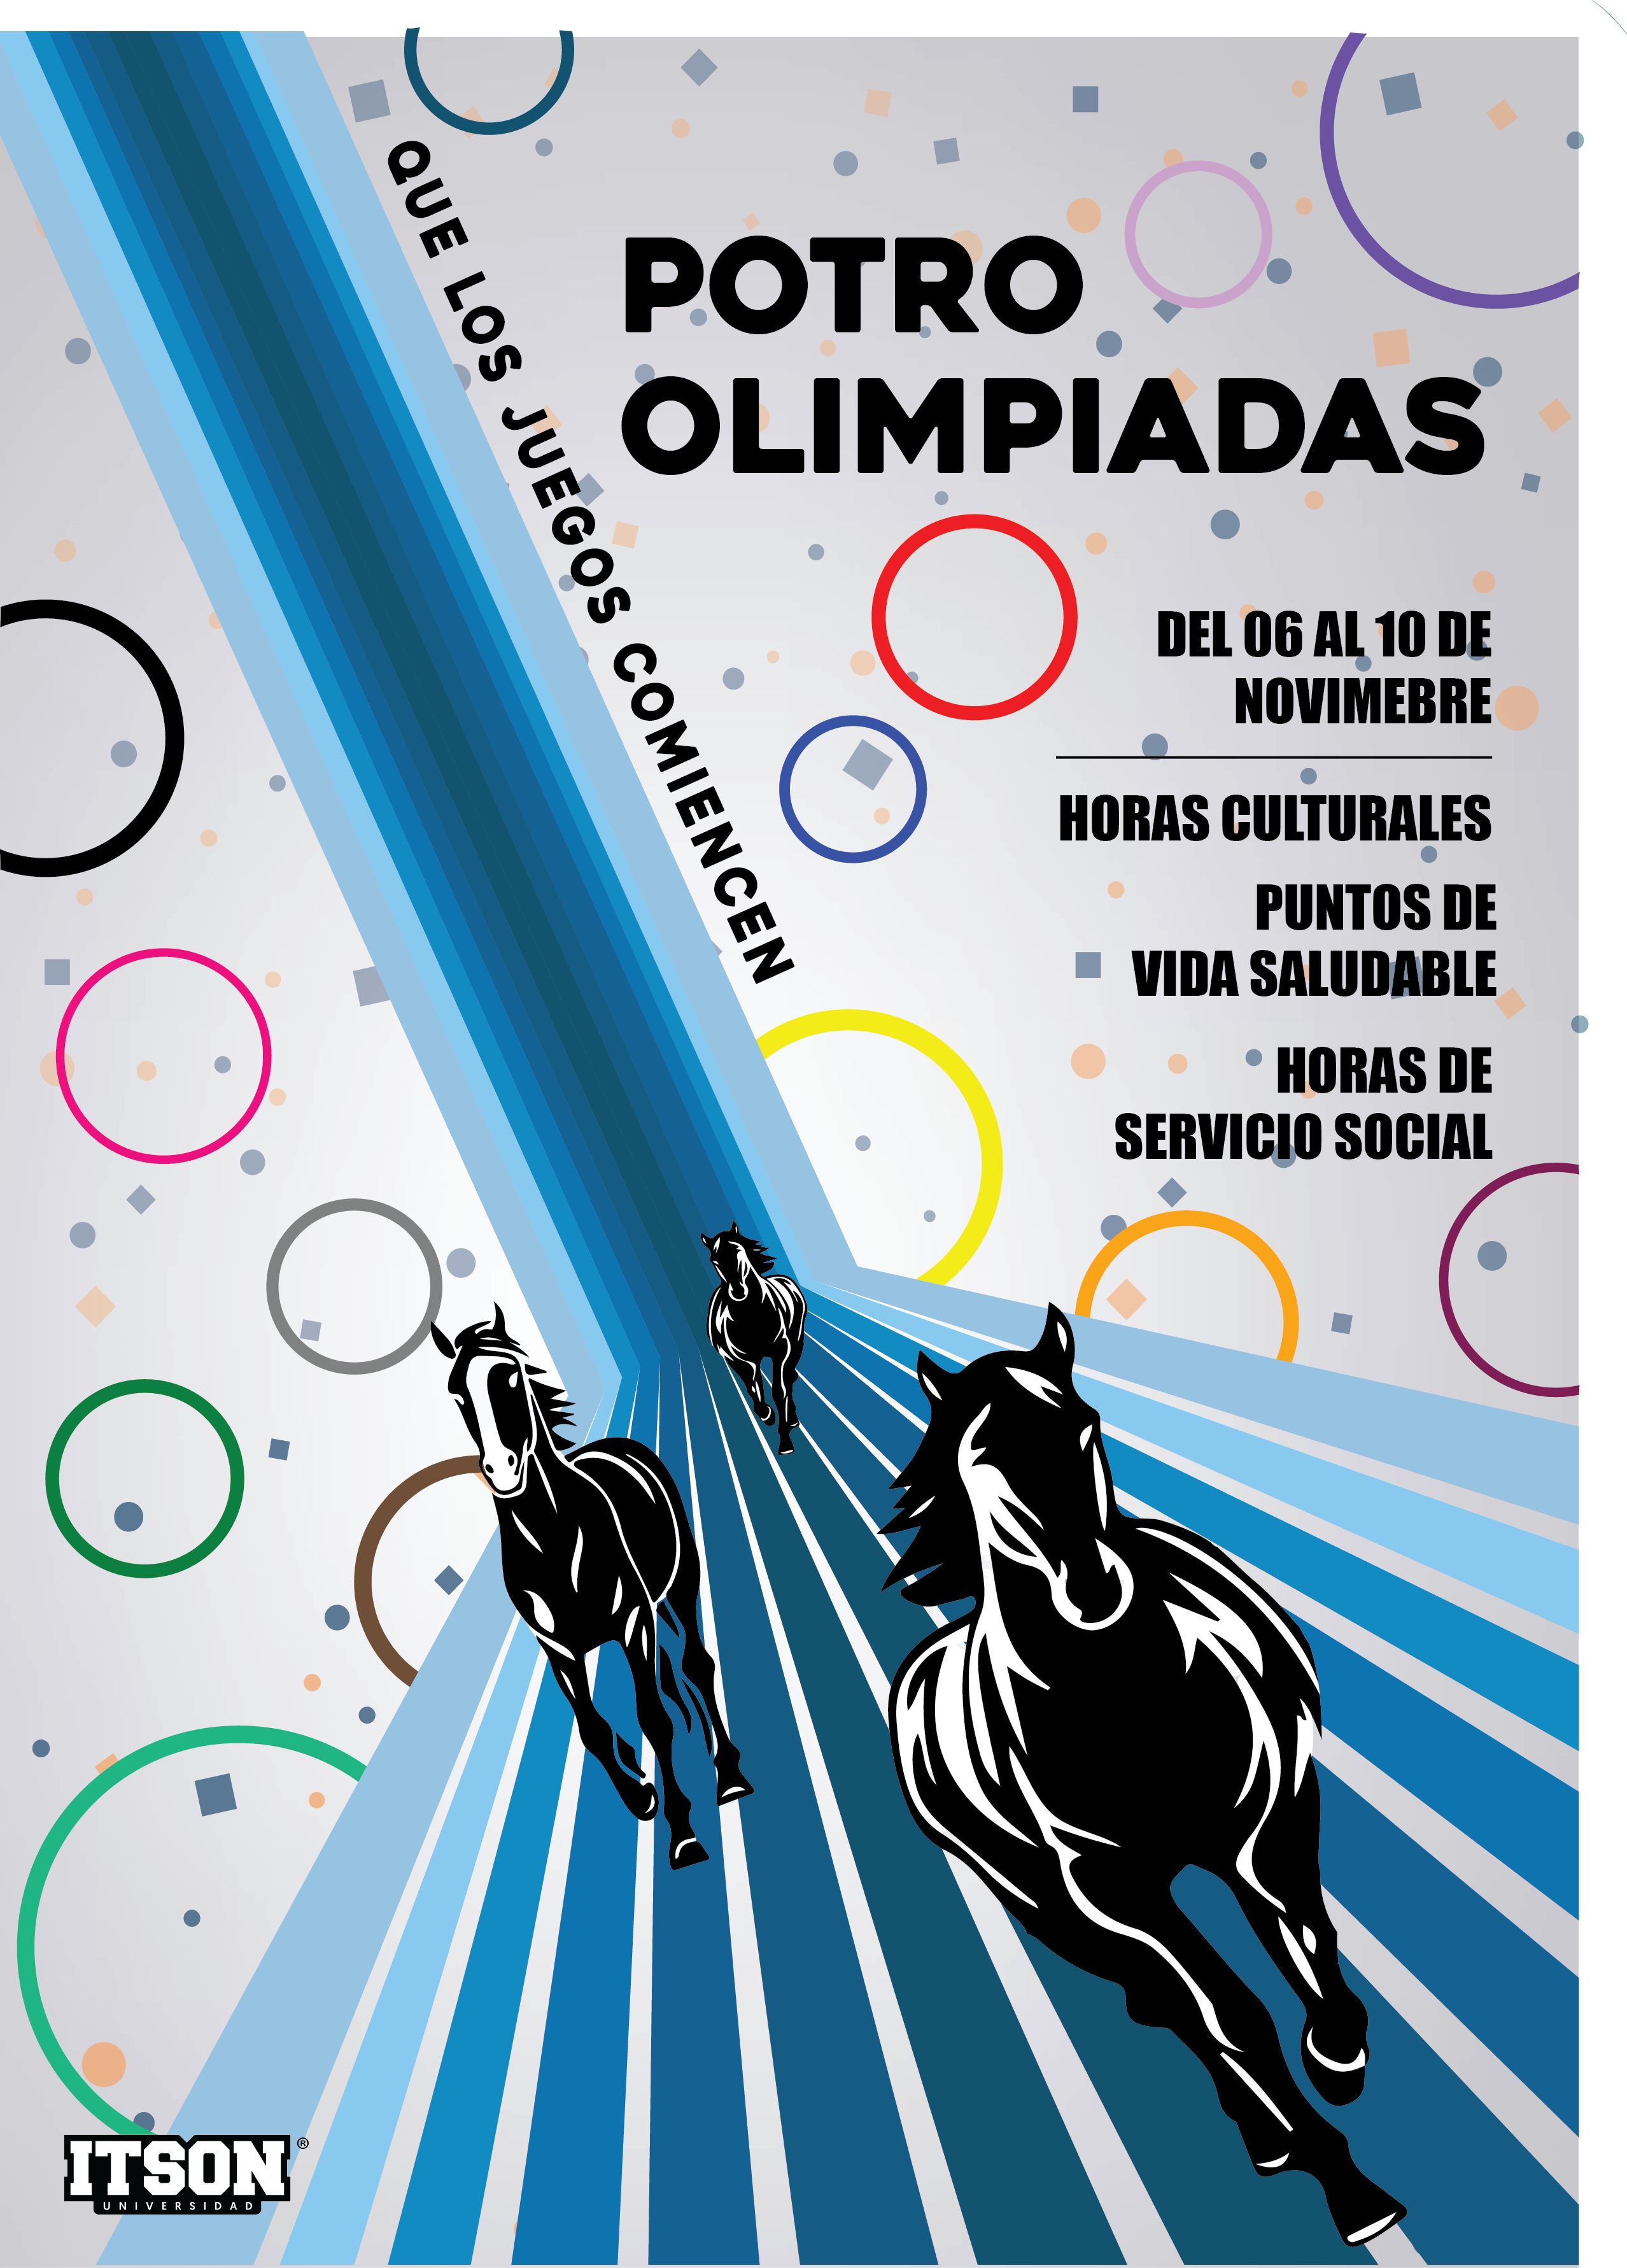 QUE LOS JUEGOS COMIENCEN
POTRO
OLIMPIADAS
DEL 06 AL 10 DE
NOVIMEBRE
HORAS CULTURALES
PUNTOS DE
VIDA SALUDABLE
HORAS DE
SERVICIO SOCIAL
ITSON ®
UNIVERSIDAD